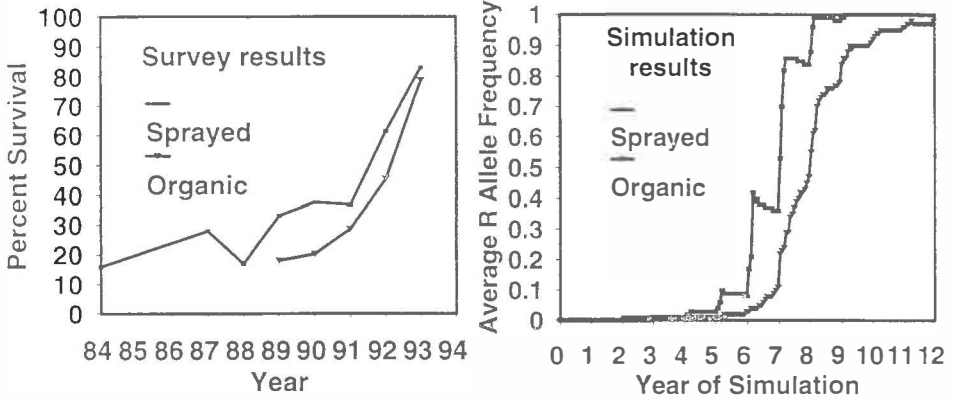 Percent Survival
100
90
80
70
60
50
40
30
20
10
0
Survey results
Sprayed
Organic
84 85 86 87 88 89 90 91 92 93 94
Year
Average R Allele Frequency
1
0.9
0.8
0.7
0.6
0.5
0.4
0.3
0.2
0.1
0
Simulation
results
Sprayed
Organic
0 1 2 3 4 5 6 7 8 9 10 11 12
Year of Simulation